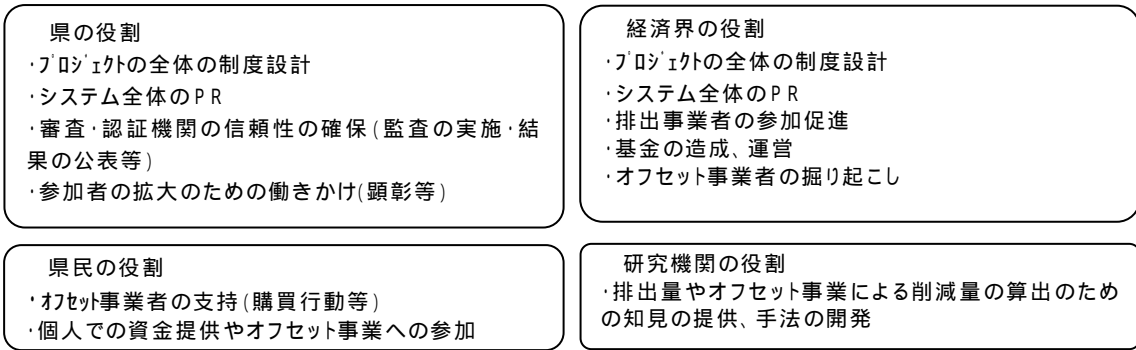 県の役割
･ﾌﾟﾛｼﾞｪｸﾄの全体の制度設計
･システム全体のＰＲ
･審査･認証機関の信頼性の確保(監査の実施･結
果の公表等)
･参加者の拡大のための働きかけ(顕彰等)
経済界の役割
･ﾌﾟﾛｼﾞｪｸﾄの全体の制度設計
･システム全体のＰＲ
･排出事業者の参加促進
･基金の造成、運営
･オフセット事業者の掘り起こし
県民の役割
･ｵﾌｾｯﾄ事業者の支持(購買行動等)
･個人での資金提供やオフセット事業への参加
研究機関の役割
･排出量やオフセット事業による削減量の算出のため
の知見の提供、手法の開発